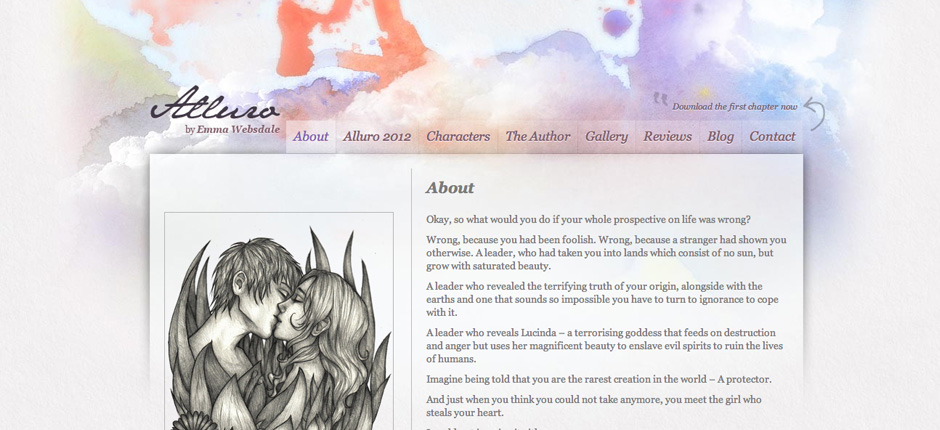 Alluro
by Emma Websdale
Download the first chapter now
About Alluro 2012 Characters The Author Gallery Reviews Blog Contact
About
Okay, so what would you do if your whole prospective on life was wrong?
Wrong, because you had been foolish. Wrong, because a stranger had shown you
otherwise. A leader, who had taken you into lands which consist of no sun, but
grow with saturated beauty.
A leader who revealed the terrifying truth of your origin, alongside with the
earths and one that sounds so impossible you have to turn to ignorance to cope
with it.
A leader who reveals Lucinda – a terrorising goddess that feeds on destruction
and anger but uses her magnificent beauty to enslave evil spirits to ruin the lives
of humans.
Imagine being told that you are the rarest creation in the world – A protector.
And just when you think you could not take anymore, you meet the girl who
steals your heart.